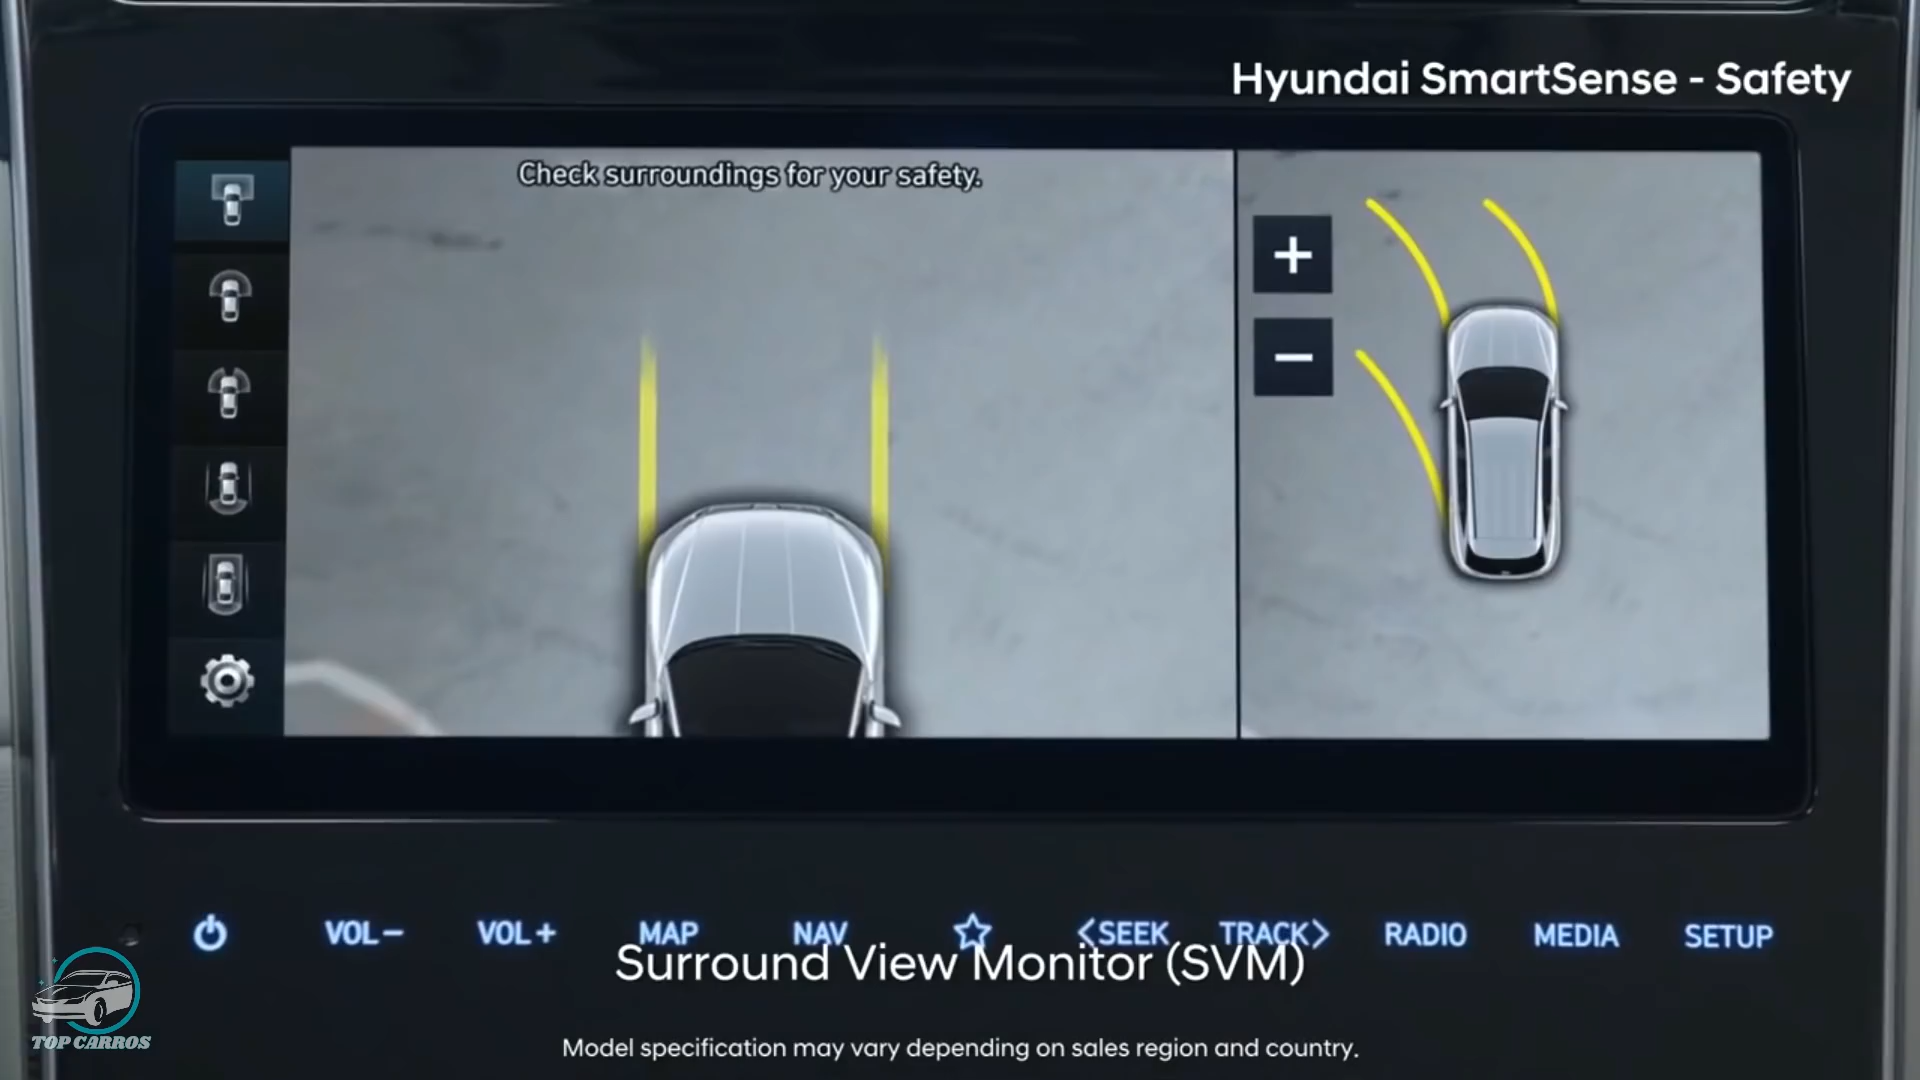 Hyundai SmartSense - Safety
Check surroundings for your safety.
VOL− VOL+ MAP NAV <SEEK TRACK> RADIO MEDIA SETUP
Surround View Monitor (SVM)
TOP CARROS
Model specification may vary depending on sales region and country.